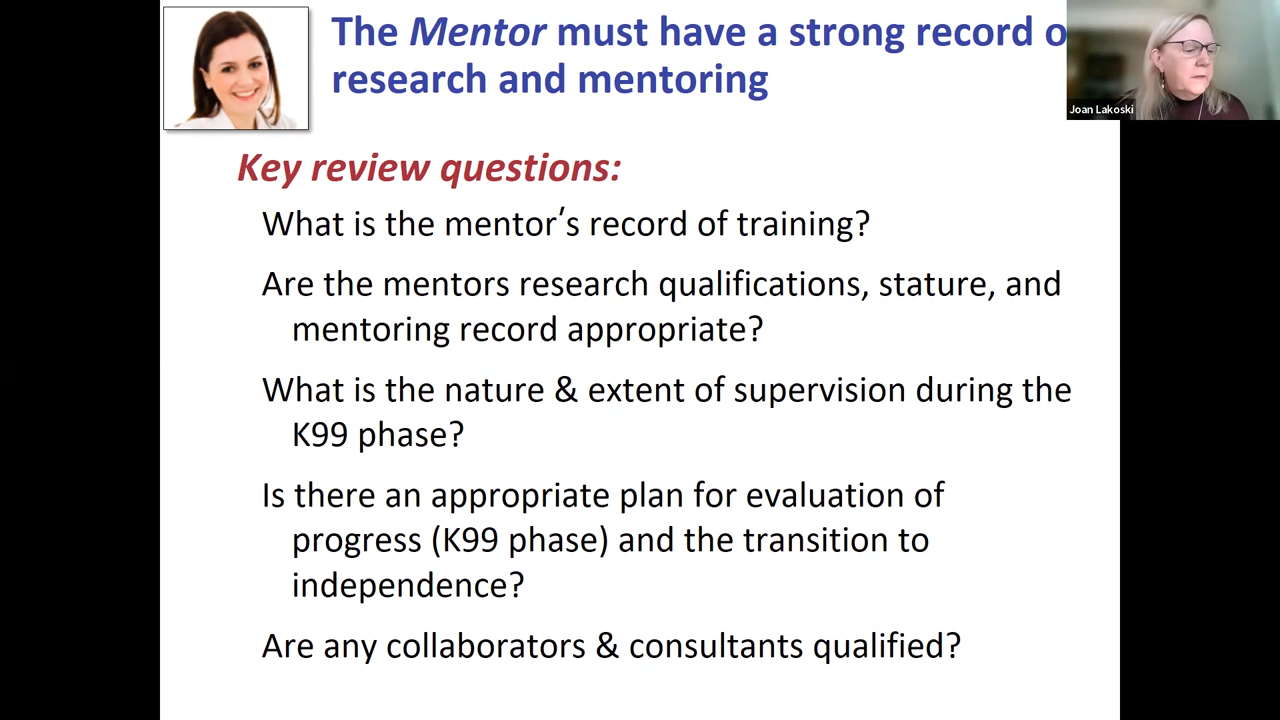 The Mentor must have a strong record o
research and mentoring
Joan Lakoski
Key review questions:
What is the mentor's record of training?
Are the mentors research qualifications, stature, and
mentoring record appropriate?
What is the nature & extent of supervision during the
K99 phase?
Is there an appropriate plan for evaluation of
progress (K99 phase) and the transition to
independence?
Are any collaborators & consultants qualified?